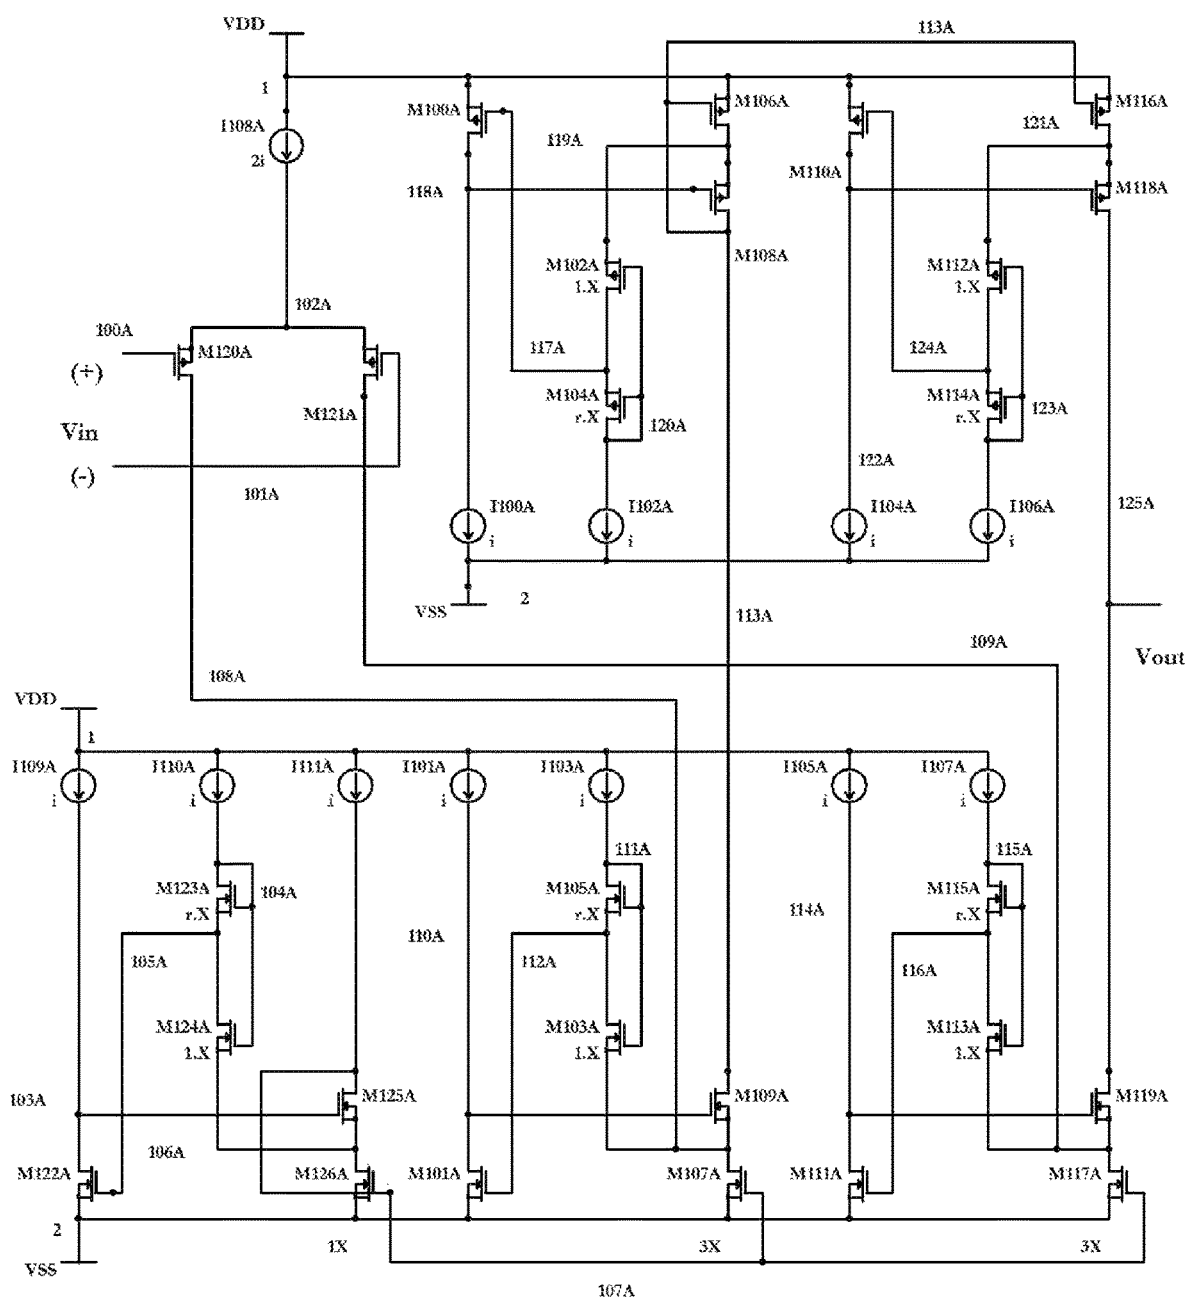 VDD
113A
1
M100A
M106A
M116A
I108A
2i
119A
121A
M110A
118A
M118A
M108A
M102A
1.X
M112A
1.X
102A
100A
M120A
117A
124A
(+)
M104A
r.X
M114A
r.X
123A
M121A
120A
Vin
(-)
122A
101A
I100A
i
I102A
i
I104A
i
I106A
i
125A
VSS
2
113A
109A
Vout
108A
VDD
1
I109A
i
I110A
i
I111A
i
I101A
i
I103A
i
I105A
i
I107A
i
111A
115A
M123A
r.X
104A
M105A
r.X
M115A
r.X
114A
110A
105A
112A
116A
M124A
1.X
M103A
1.X
M113A
1.X
103A
M125A
M109A
M119A
106A
M122A
M126A
M101A
M107A
M111A
M117A
2
1X
3X
3X
VSS
107A